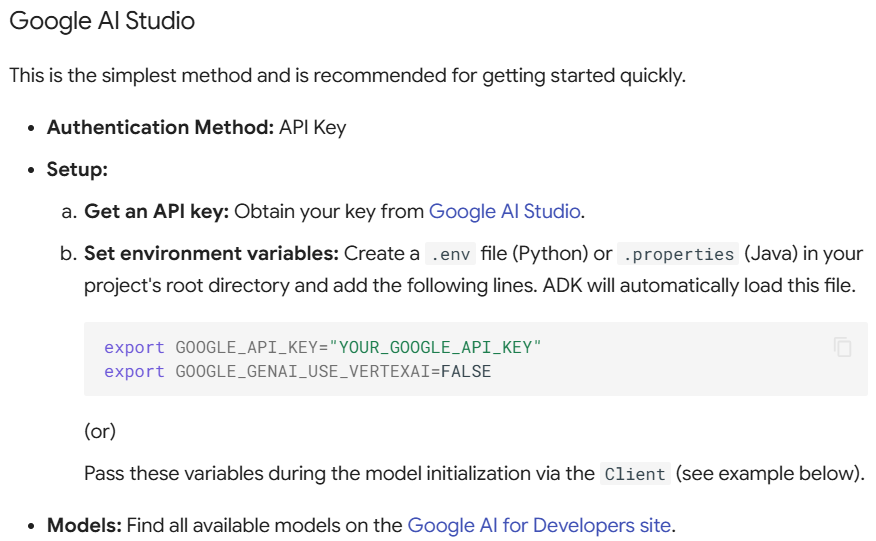 Google AI Studio
This is the simplest method and is recommended for getting started quickly.
• Authentication Method: API Key
• Setup:
a. Get an API key: Obtain your key from Google AI Studio.
b. Set environment variables: Create a .env file (Python) or .properties (Java) in your
project's root directory and add the following lines. ADK will automatically load this file.
export GOOGLE_API_KEY="YOUR_GOOGLE_API_KEY"
export GOOGLE_GENAI_USE_VERTEXAI=FALSE
(or)
Pass these variables during the model initialization via the Client (see example below).
• Models: Find all available models on the Google AI for Developers site.